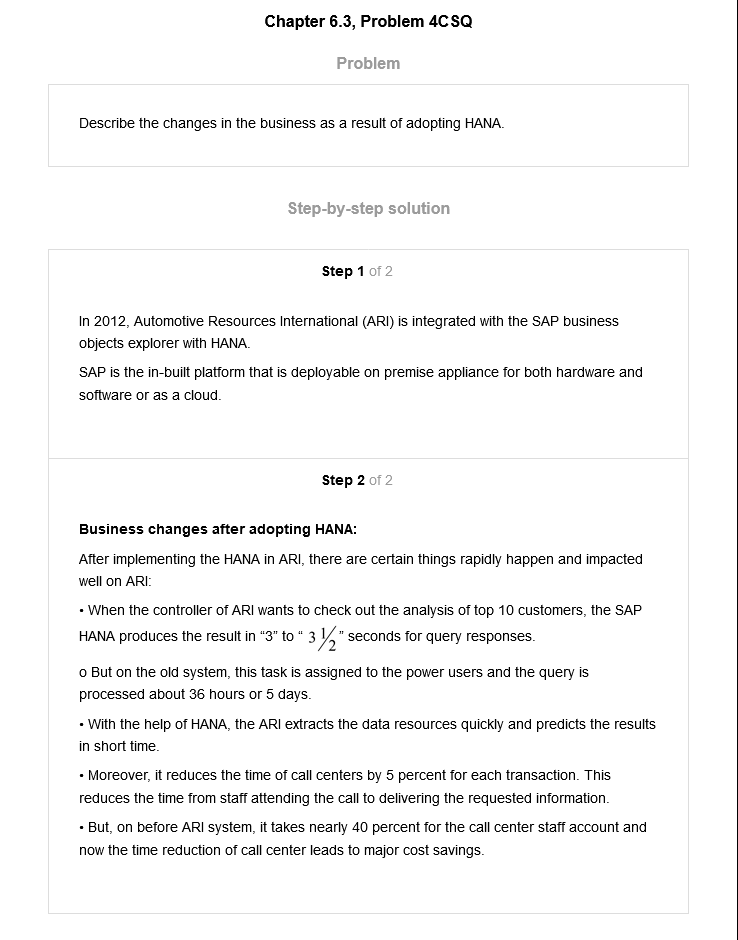 Chapter 6.3, Problem 4CSQ
Problem
Describe the changes in the business as a result of adopting HANA.
Step-by-step solution
Step 1 of 2
In 2012, Automotive Resources International (ARI) is integrated with the SAP business
objects explorer with HANA.
SAP is the in-built platform that is deployable on premise appliance for both hardware and
software or as a cloud.
Step 2 of 2
Business changes after adopting HANA:
After implementing the HANA in ARI, there are certain things rapidly happen and impacted
well on ARI:
• When the controller of ARI wants to check out the analysis of top 10 customers, the SAP
HANA produces the result in “3” to “ 3 1/2 ” seconds for query responses.
o But on the old system, this task is assigned to the power users and the query is
processed about 36 hours or 5 days.
• With the help of HANA, the ARI extracts the data resources quickly and predicts the results
in short time.
• Moreover, it reduces the time of call centers by 5 percent for each transaction. This
reduces the time from staff attending the call to delivering the requested information.
• But, on before ARI system, it takes nearly 40 percent for the call center staff account and
now the time reduction of call center leads to major cost savings.